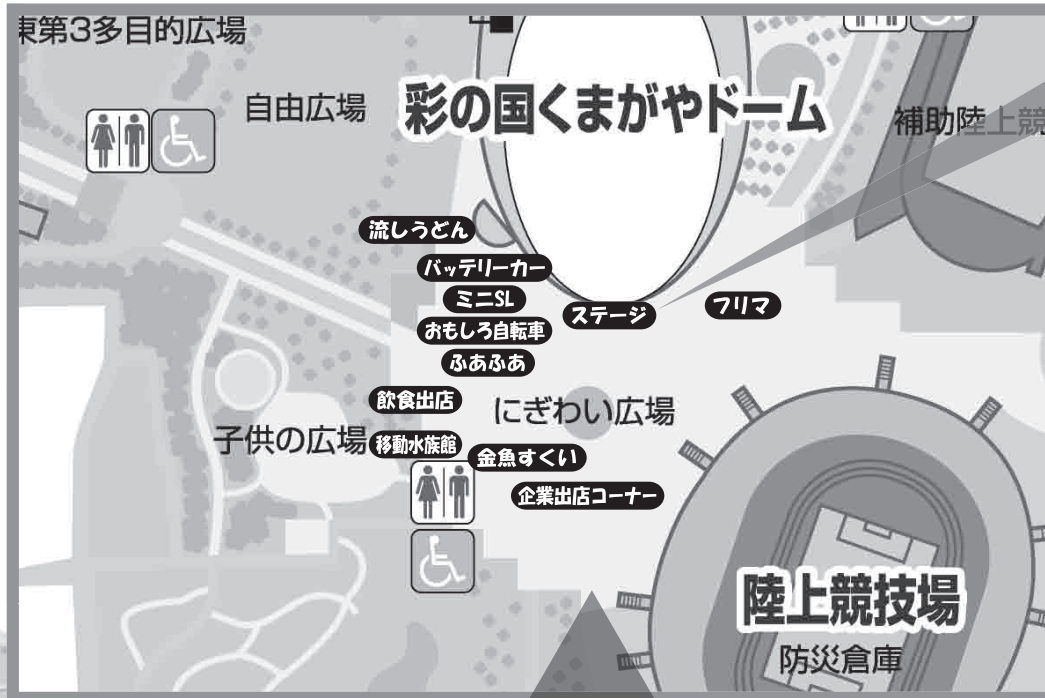 東第3多目的広場
自由広場
彩の国くまがやドーム
補助陸上競
流しうどん
バッテリーカー
ミニSL
おもしろ自転車
ふあふあ
ステージ
フリマ
飲食出店
にぎわい広場
子供の広場
移動水族館
金魚すくい
企業出店コーナー
陸上競技場
防災倉庫